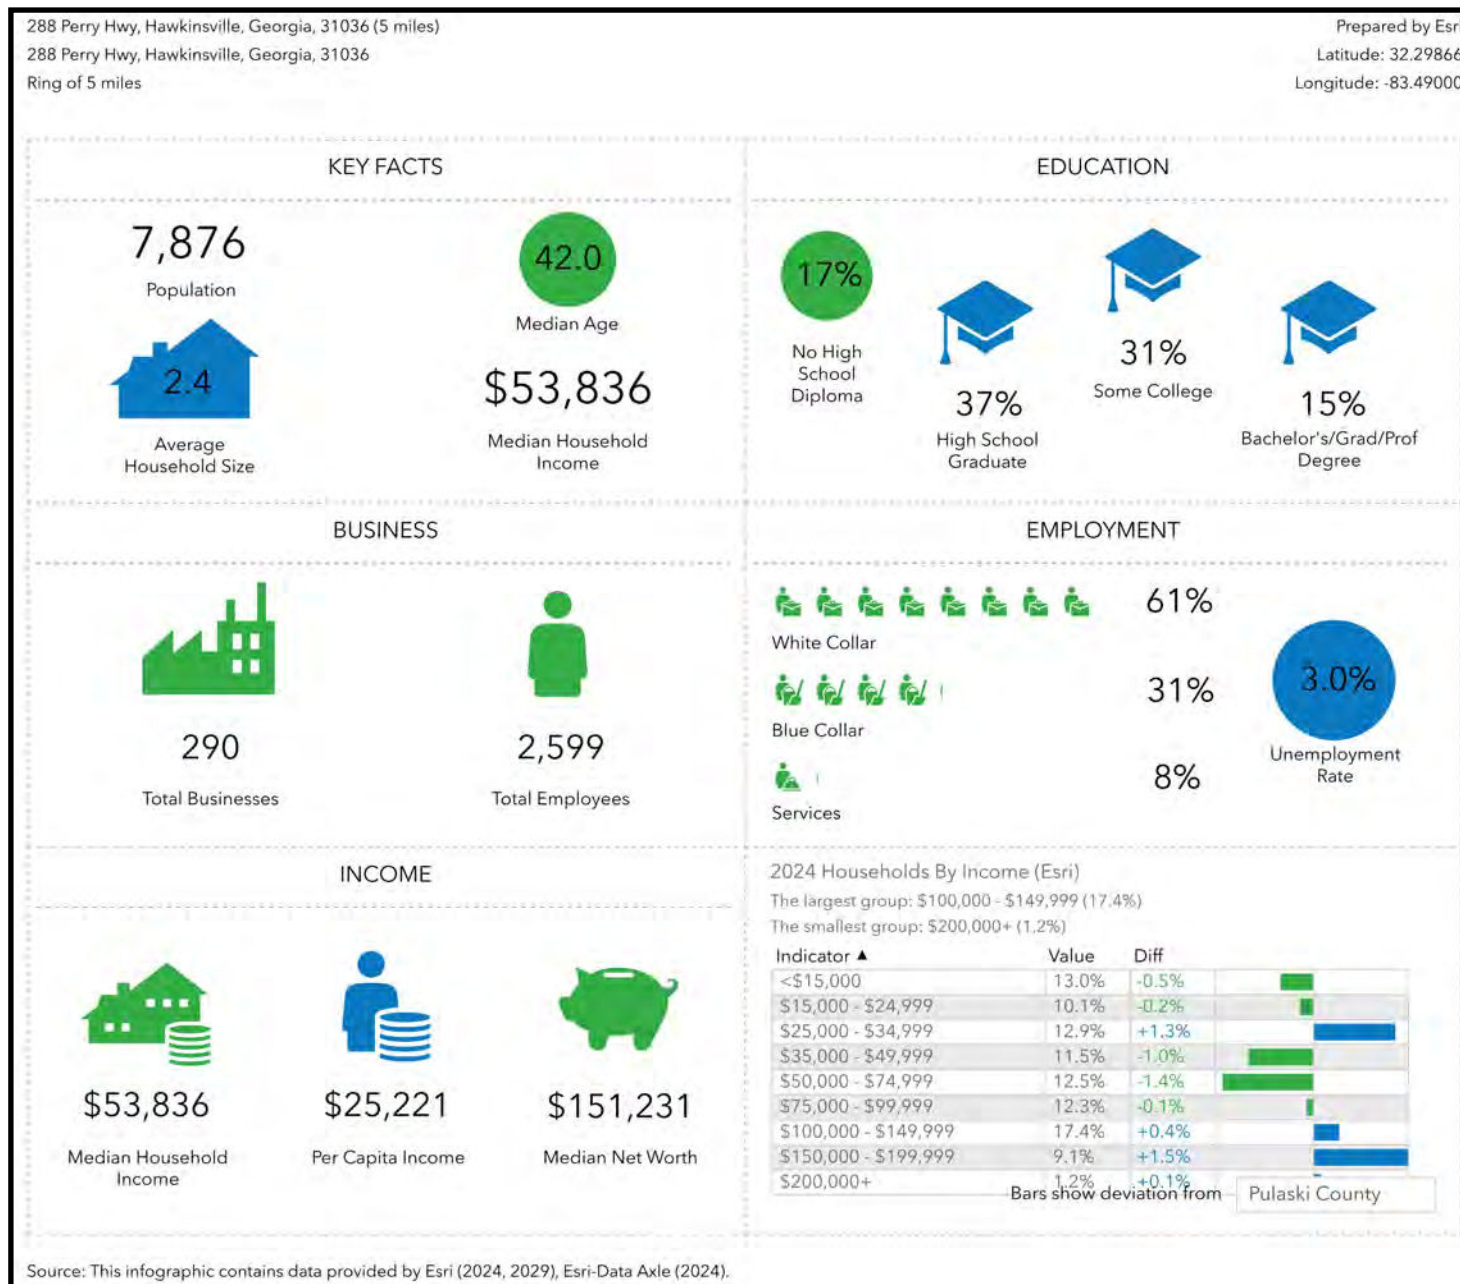 288 Perry Hwy, Hawkinsville, Georgia, 31036 (5 miles)
288 Perry Hwy, Hawkinsville, Georgia, 31036
Ring of 5 miles
Prepared by Esr
Latitude: 32.29866
Longitude: -83.49000
KEY FACTS
7,876
Population
42.0
Median Age
2.4
Average
Household Size
$53,836
Median Household
Income
EDUCATION
17%
No High
School
Diploma
37%
High School
Graduate
31%
Some College
15%
Bachelor's/Grad/Prof
Degree
BUSINESS
290
Total Businesses
2,599
Total Employees
EMPLOYMENT
61%
White Collar
31%
Blue Collar
8%
Services
3.0%
Unemployment
Rate
INCOME
$53,836
Median Household
Income
$25,221
Per Capita Income
$151,231
Median Net Worth
2024 Households By Income (Esri)
The largest group: $100,000 - $149,999 (17.4%)
The smallest group: $200,000+ (1.2%)
Indicator ▲ Value Diff
<$15,000 13.0% -0.5%
$15,000 - $24,999 10.1% -0.2%
$25,000 - $34,999 12.9% +1.3%
$35,000 - $49,999 11.5% -1.0%
$50,000 - $74,999 12.5% -1.4%
$75,000 - $99,999 12.3% -0.1%
$100,000 - $149,999 17.4% +0.4%
$150,000 - $199,999 9.1% +1.5%
$200,000+ 1.2% +0.1%
Bars show deviation from Pulaski County
Source: This infographic contains data provided by Esri (2024, 2029), Esri-Data Axle (2024).